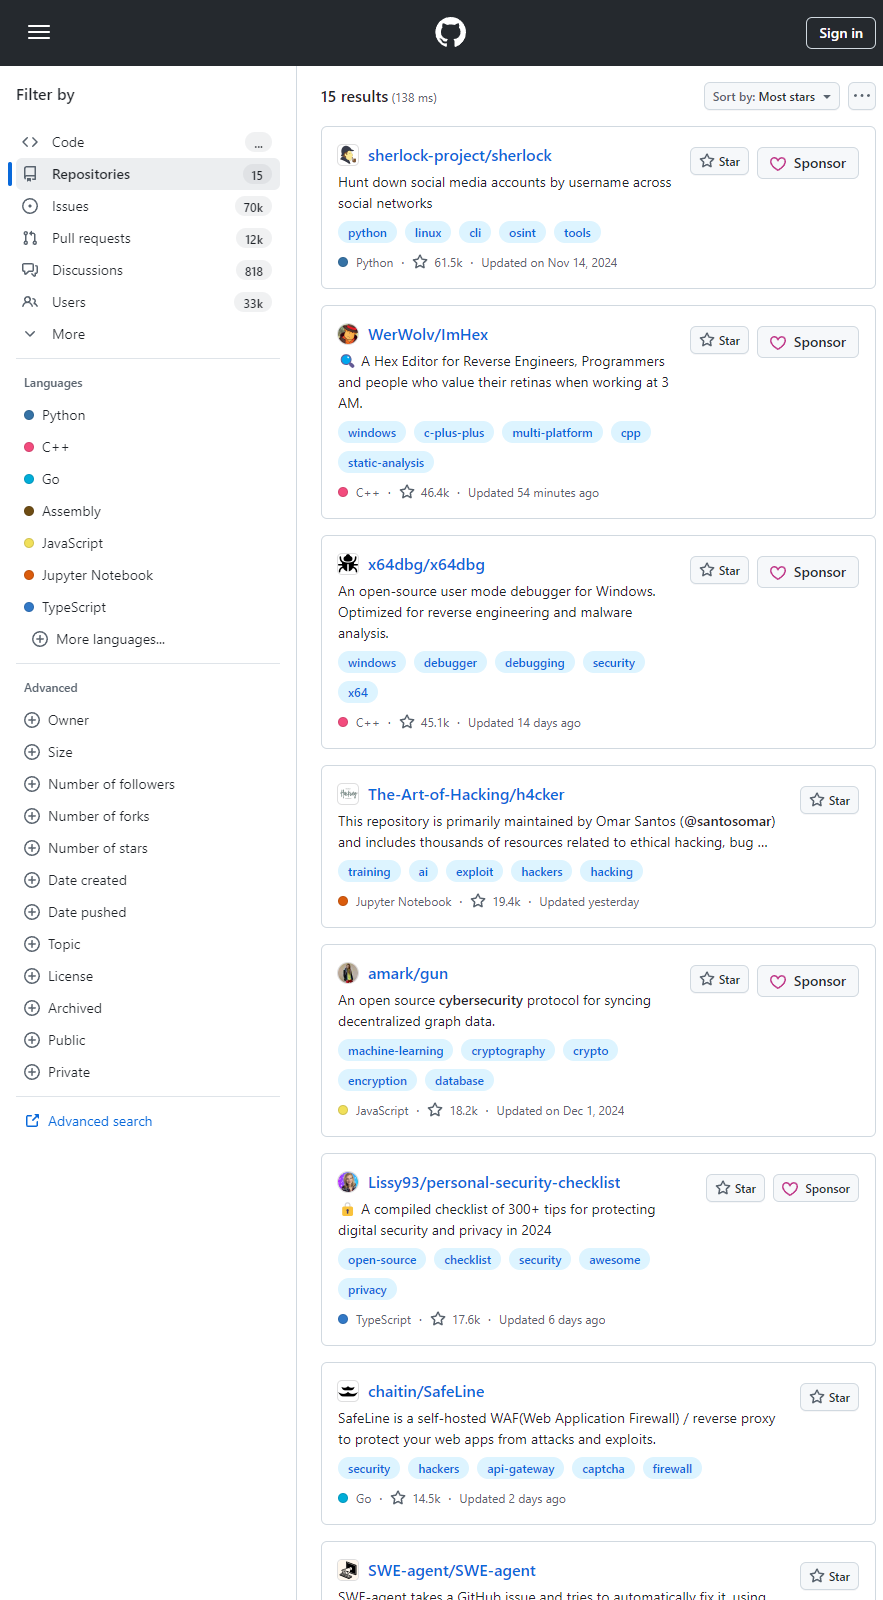 Sign in
Filter by
Code ...
Repositories 15
Issues 70k
Pull requests 12k
Discussions 818
Users 33k
More
Languages
Python
C++
Go
Assembly
JavaScript
Jupyter Notebook
TypeScript
More languages...
Advanced
Owner
Size
Number of followers
Number of forks
Number of stars
Date created
Date pushed
Topic
License
Archived
Public
Private
Advanced search
15 results (138 ms)
Sort by: Most stars
sherlock-project/sherlock
Star Sponsor
Hunt down social media accounts by username across
social networks
python linux cli osint tools
Python · 61.5k · Updated on Nov 14, 2024
WerWolv/ImHex
Star Sponsor
A Hex Editor for Reverse Engineers, Programmers
and people who value their retinas when working at 3
AM.
windows c-plus-plus multi-platform cpp
static-analysis
C++ · 46.4k · Updated 54 minutes ago
x64dbg/x64dbg
Star Sponsor
An open-source user mode debugger for Windows.
Optimized for reverse engineering and malware
analysis.
windows debugger debugging security
x64
C++ · 45.1k · Updated 14 days ago
The-Art-of-Hacking/h4cker
Star
This repository is primarily maintained by Omar Santos (@santosomar)
and includes thousands of resources related to ethical hacking, bug ...
training ai exploit hackers hacking
Jupyter Notebook · 19.4k · Updated yesterday
amark/gun
Star Sponsor
An open source cybersecurity protocol for syncing
decentralized graph data.
machine-learning cryptography crypto
encryption database
JavaScript · 18.2k · Updated on Dec 1, 2024
Lissy93/personal-security-checklist
Star Sponsor
A compiled checklist of 300+ tips for protecting
digital security and privacy in 2024
open-source checklist security awesome
privacy
TypeScript · 17.6k · Updated 6 days ago
chaitin/SafeLine
Star
SafeLine is a self-hosted WAF(Web Application Firewall) / reverse proxy
to protect your web apps from attacks and exploits.
security hackers api-gateway captcha firewall
Go · 14.5k · Updated 2 days ago
SWE-agent/SWE-agent
Star
SWE-agent takes a GitHub issue and tries to automatically fix it, using